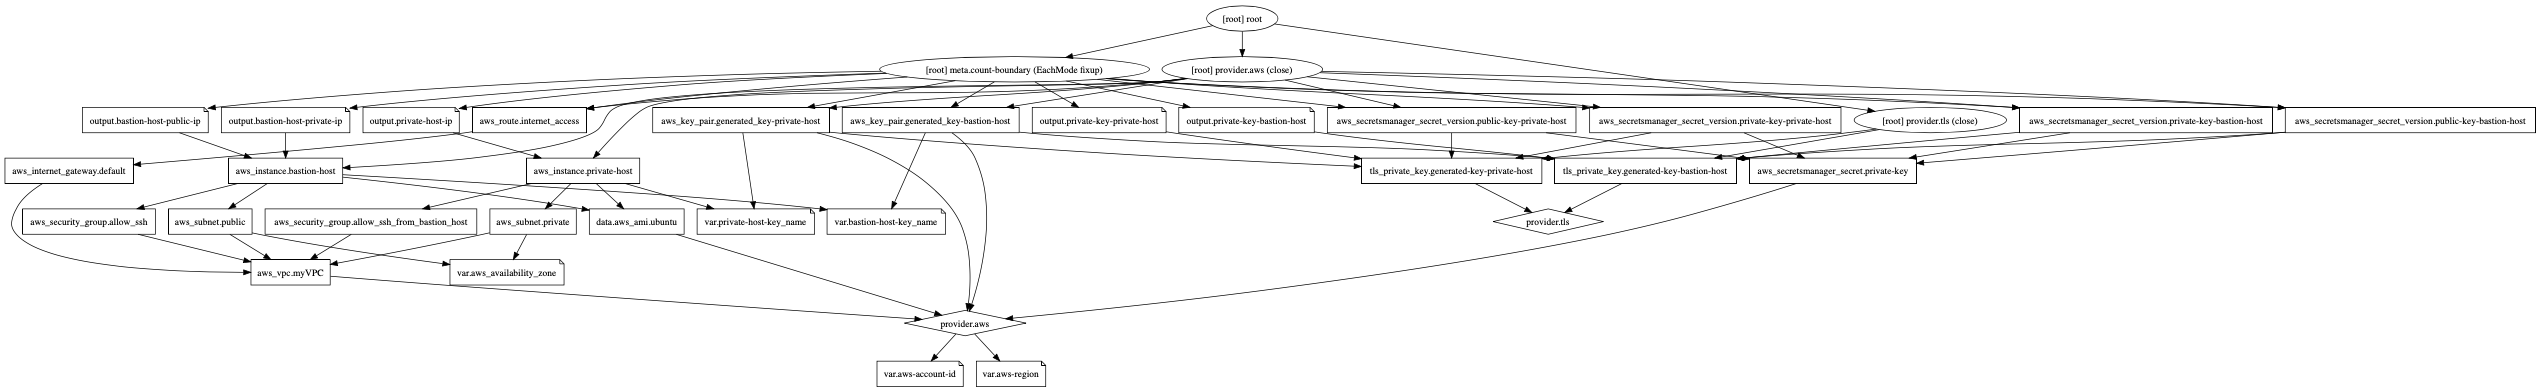 [root] root
[root] meta.count-boundary (EachMode fixup)
[root] provider.aws (close)
output.bastion-host-public-ip
output.bastion-host-private-ip
output.private-host-ip
aws_route.internet_access
aws_key_pair.generated_key-private-host
aws_key_pair.generated_key-bastion-host
output.private-key-private-host
output.private-key-bastion-host
aws_secretsmanager_secret_version.public-key-private-host
aws_secretsmanager_secret_version.private-key-private-host
[root] provider.tls (close)
aws_secretsmanager_secret_version.private-key-bastion-host
aws_secretsmanager_secret_version.public-key-bastion-host
aws_internet_gateway.default
aws_instance.bastion-host
aws_instance.private-host
tls_private_key.generated-key-private-host
tls_private_key.generated-key-bastion-host
aws_secretsmanager_secret.private-key
aws_security_group.allow_ssh
aws_subnet.public
aws_security_group.allow_ssh_from_bastion_host
aws_subnet.private
data.aws_ami.ubuntu
var.private-host-key_name
var.bastion-host-key_name
provider.tls
aws_vpc.myVPC
var.aws_availability_zone
provider.aws
var.aws-account-id
var.aws-region